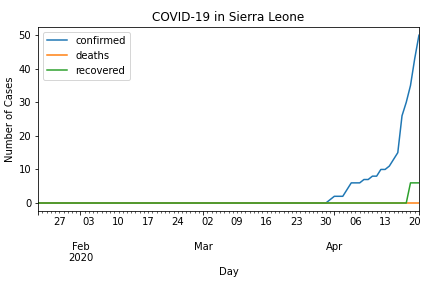 COVID-19 in Sierra Leone
confirmed
deaths
recovered
Number of Cases
50
40
30
20
10
0
27 03 10 17 24 02 09 16 23 30 06 13 20
Feb Mar Apr
2020
Day